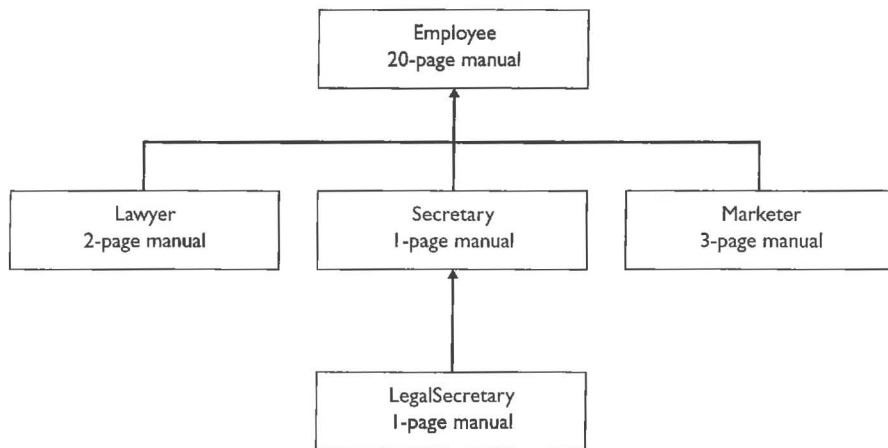 Employee
20-page manual
Lawyer
2-page manual
Secretary
1-page manual
Marketer
3-page manual
LegalSecretary
1-page manual